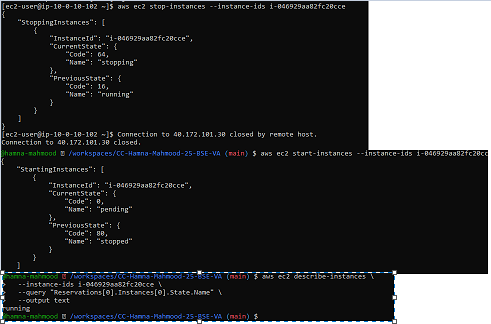 [ec2-user@ip-10-0-10-102 ~]$ aws ec2 stop-instances --instance-ids i-046929aa82fc20cce
{
    "StoppingInstances": [
        {
            "InstanceId": "i-046929aa82fc20cce",
            "CurrentState": {
                "Code": 64,
                "Name": "stopping"
            },
            "PreviousState": {
                "Code": 16,
                "Name": "running"
            }
        }
    ]
}
[ec2-user@ip-10-0-10-102 ~]$ Connection to 40.172.101.30 closed by remote host.
Connection to 40.172.101.30 closed.
@hamna-mahmood /workspaces/CC-Hamna-Mahmood-25-BSE-VA (main) $ aws ec2 start-instances --instance-ids i-046929aa82fc20cce
{
    "StartingInstances": [
        {
            "InstanceId": "i-046929aa82fc20cce",
            "CurrentState": {
                "Code": 0,
                "Name": "pending"
            },
            "PreviousState": {
                "Code": 80,
                "Name": "stopped"
            }
        }
    ]
@hamna-mahmood /workspaces/CC-Hamna-Mahmood-25-BSE-VA (main) $ aws ec2 describe-instances \
>   --instance-ids i-046929aa82fc20cce \
>   --query "Reservations[0].Instances[0].State.Name" \
>   --output text
running
@hamna-mahmood /workspaces/CC-Hamna-Mahmood-25-BSE-VA (main) $